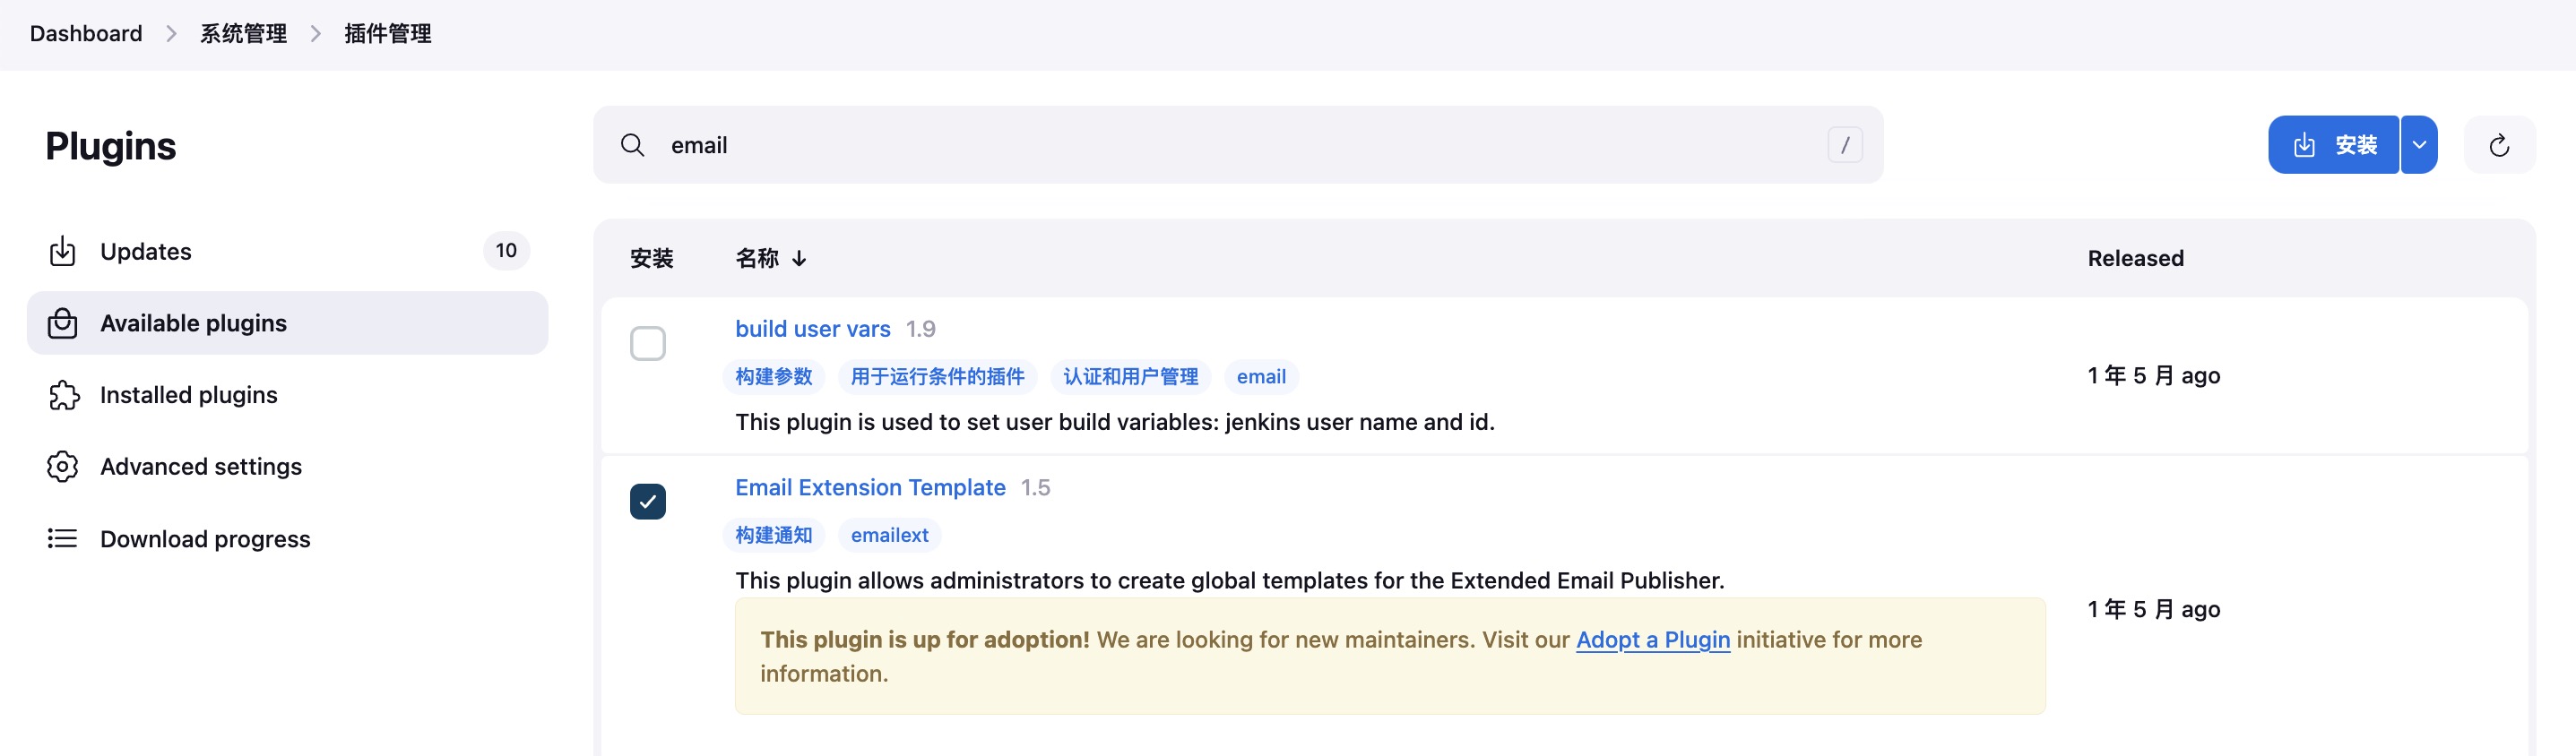 Dashboard > 系统管理 > 插件管理
Plugins
email
/
安装
Updates 10
Available plugins
Installed plugins
Advanced settings
Download progress
安装 名称 ↓ Released
build user vars 1.9
构建参数 用于运行条件的插件 认证和用户管理 email
This plugin is used to set user build variables: jenkins user name and id.
1 年 5 月 ago
Email Extension Template 1.5
构建通知 emailext
This plugin allows administrators to create global templates for the Extended Email Publisher.
This plugin is up for adoption! We are looking for new maintainers. Visit our Adopt a Plugin initiative for more
information.
1 年 5 月 ago